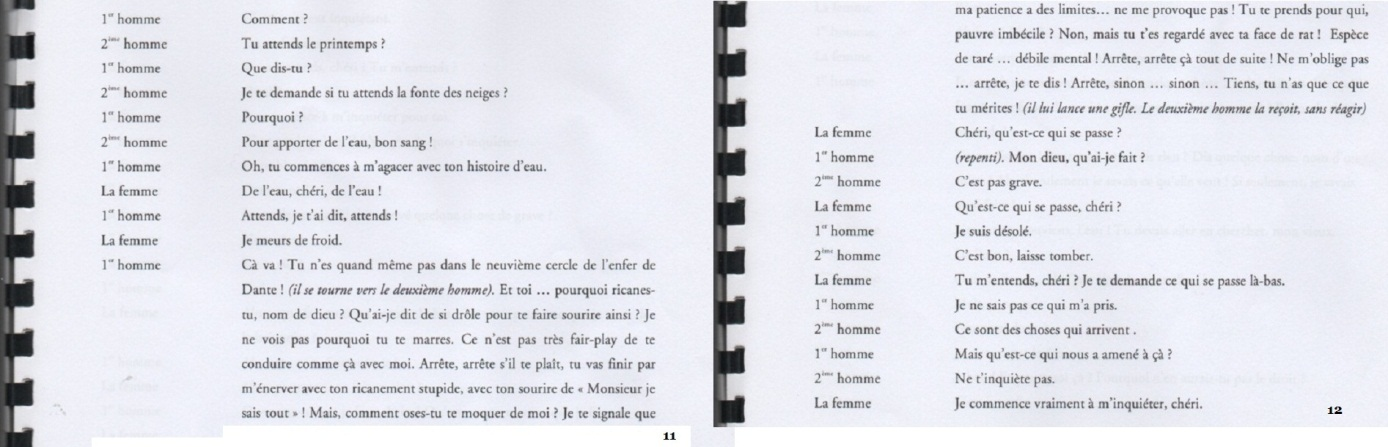 1er homme Comment ?
2ème homme Tu attends le printemps ?
1er homme Que dis-tu ?
2ème homme Je te demande si tu attends la fonte des neiges ?
1er homme Pourquoi ?
2ème homme Pour apporter de l'eau, bon sang !
1er homme Oh, tu commences à m'agacer avec ton histoire d'eau.
La femme De l'eau, chéri, de l'eau !
1er homme Attends, je t'ai dit, attends !
La femme Je meurs de froid.
1er homme Cà va ! Tu n'es quand même pas dans le neuvième cercle de l'enfer de
Dante ! (il se tourne vers le deuxième homme). Et toi ... pourquoi ricanes-
tu, nom de dieu ? Qu'ai-je dit de si drôle pour te faire sourire ainsi ? Je
ne vois pas pourquoi tu te marres. Ce n'est pas très fair-play de te
conduire comme çà avec moi. Arrête, arrête s'il te plaît, tu vas finir par
m'énerver avec ton ricanement stupide, avec ton sourire de « Monsieur je
sais tout » ! Mais, comment oses-tu te moquer de moi ? Je te signale que
11
ma patience a des limites... ne me provoque pas ! Tu te prends pour qui,
pauvre imbécile ? Non, mais tu t'es regardé avec ta face de rat ! Espèce
de taré ... débile mental ! Arrête, arrête çà tout de suite ! Ne m'oblige pas
... arrête, je te dis ! Arrête, sinon ... sinon ... Tiens, tu n'as que ce que
tu mérites ! (il lui lance une gifle. Le deuxième homme la reçoit, sans réagir)
La femme Chéri, qu'est-ce qui se passe ?
1er homme (repenti). Mon dieu, qu'ai-je fait ?
2ème homme C'est pas grave.
La femme Qu'est-ce qui se passe, chéri ?
1er homme Je suis désolé.
2ème homme C'est bon, laisse tomber.
La femme Tu m'entends, chéri ? Je te demande ce qui se passe là-bas.
1er homme Je ne sais pas ce qui m'a pris.
2ème homme Ce sont des choses qui arrivent .
1er homme Mais qu'est-ce qui nous a amené à çà ?
2ème homme Ne t'inquiète pas.
La femme Je commence vraiment à m'inquiéter, chéri.
12